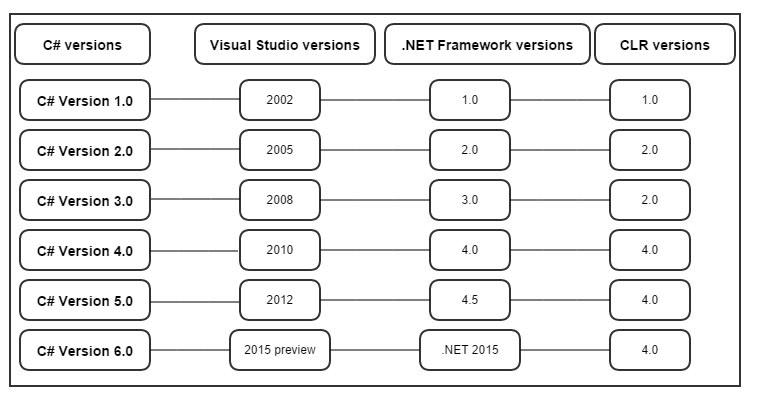 C# versions Visual Studio versions .NET Framework versions CLR versions
C# Version 1.0 2002 1.0 1.0
C# Version 2.0 2005 2.0 2.0
C# Version 3.0 2008 3.0 2.0
C# Version 4.0 2010 4.0 4.0
C# Version 5.0 2012 4.5 4.0
C# Version 6.0 2015 preview .NET 2015 4.0